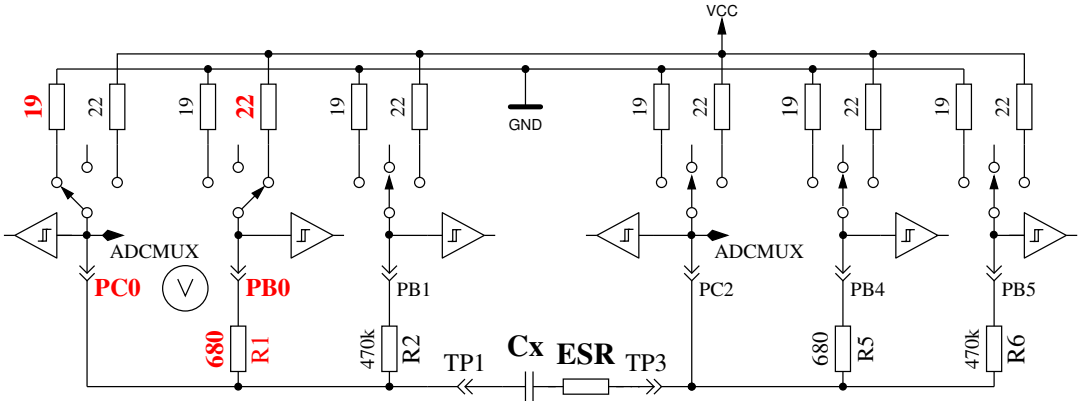 VCC
19
22
19
22
19
22
GND
19
22
19
22
19
22
ADCMUX
ADCMUX
PC0
V
PB0
PB1
PC2
PB4
PB5
680
R1
470k
R2
TP1
Cx
ESR
TP3
680
R5
470k
R6